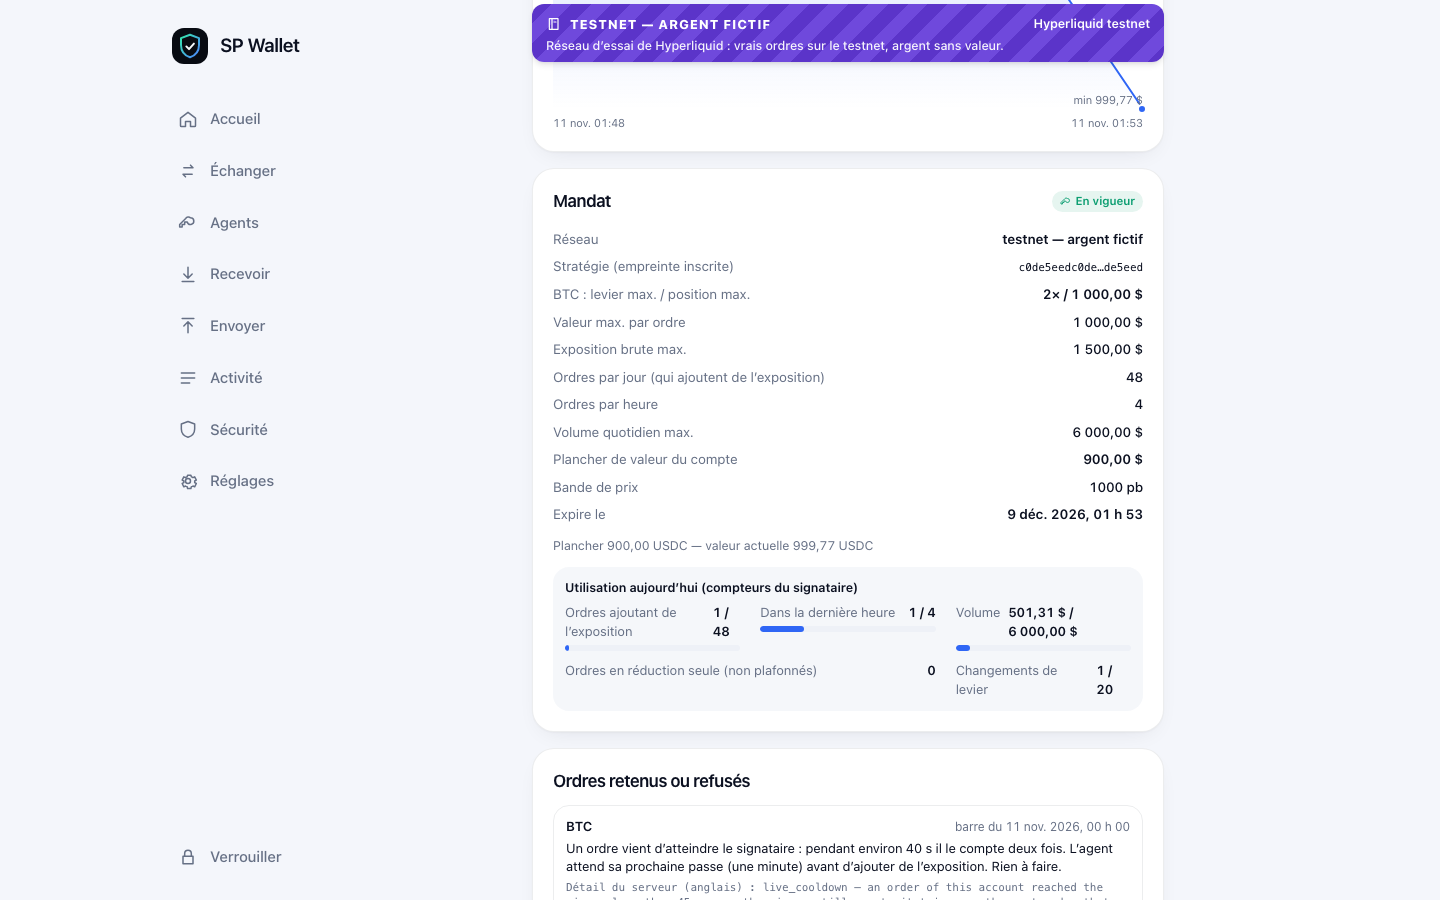 SP Wallet
Accueil
Échanger
Agents
Recevoir
Envoyer
Activité
Sécurité
Réglages
Verrouiller
TESTNET — ARGENT FICTIF
Hyperliquid testnet
Réseau d’essai de Hyperliquid : vrais ordres sur le testnet, argent sans valeur.
min 999,77 $
11 nov. 01:48
11 nov. 01:53
Mandat
En vigueur
Réseau testnet — argent fictif
Stratégie (empreinte inscrite) c0de5eedc0de…de5eed
BTC : levier max. / position max. 2× / 1 000,00 $
Valeur max. par ordre 1 000,00 $
Exposition brute max. 1 500,00 $
Ordres par jour (qui ajoutent de l’exposition) 48
Ordres par heure 4
Volume quotidien max. 6 000,00 $
Plancher de valeur du compte 900,00 $
Bande de prix 1000 pb
Expire le 9 déc. 2026, 01 h 53
Plancher 900,00 USDC — valeur actuelle 999,77 USDC
Utilisation aujourd’hui (compteurs du signataire)
Ordres ajoutant de l’exposition 1 / 48
Dans la dernière heure 1 / 4
Volume 501,31 $ / 6 000,00 $
Ordres en réduction seule (non plafonnés) 0
Changements de levier 1 / 20
Ordres retenus ou refusés
BTC
barre du 11 nov. 2026, 00 h 00
Un ordre vient d’atteindre le signataire : pendant environ 40 s il le compte deux fois. L’agent
attend sa prochaine passe (une minute) avant d’ajouter de l’exposition. Rien à faire.
Détail du serveur (anglais) : live_cooldown — an order of this account reached the